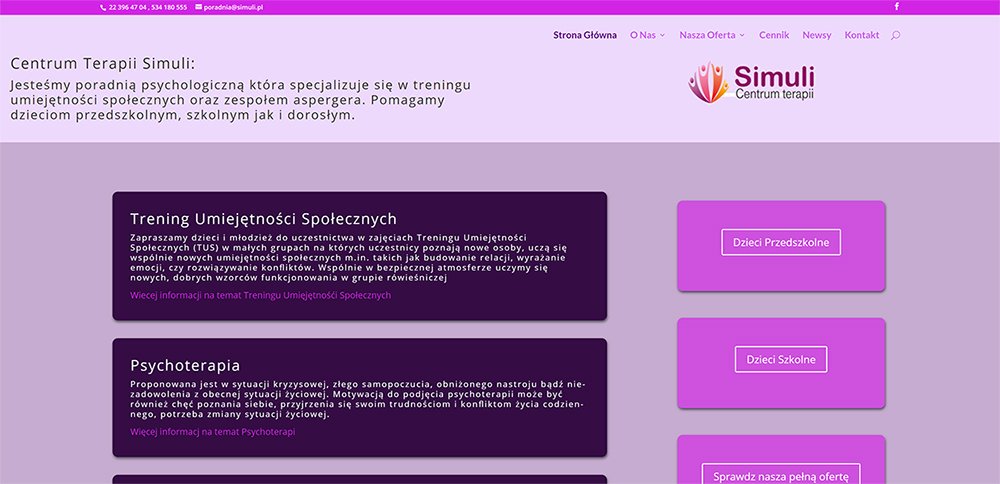 22 396 47 04 , 534 180 555 poradnia@simuli.pl
Strona Główna O Nas Nasza Oferta Cennik Newsy Kontakt
Centrum Terapii Simuli:
Jesteśmy poradnią psychologiczną która specjalizuje się w treningu
umiejętności społecznych oraz zespołem aspergera. Pomagamy
dzieciom przedszkolnym, szkolnym jak i dorosłym.
Simuli
Centrum terapii
Trening Umiejętności Społecznych
Zapraszamy dzieci i młodzież do uczestnictwa w zajęciach Treningu Umiejętności
Społecznych (TUS) w małych grupach na których uczestnicy poznają nowe osoby, uczą się
wspólnie nowych umiejętności społecznych m.in. takich jak budowanie relacji, wyrażanie
emocji, czy rozwiązywanie konfliktów. Wspólnie w bezpiecznej atmosferze uczymy się
nowych, dobrych wzorców funkcjonowania w grupie rówieśniczej
Wiecej informacji na temat Treningu Umięjętnośći Społecznych
Dzieci Przedszkolne
Psychoterapia
Proponowana jest w sytuacji kryzysowej, złego samopoczucia, obniżonego nastroju bądź nie-
zadowolenia z obecnej sytuacji życiowej. Motywacją do podjęcia psychoterapii może być
również chęć poznania siebie, przyjrzenia się swoim trudnościom i konfliktom życia codzien-
nego, potrzeba zmiany sytuacji życiowej.
Więcej informacj na temat Psychoterapi
Dzieci Szkolne
Sprawdz nasza pełną ofertę